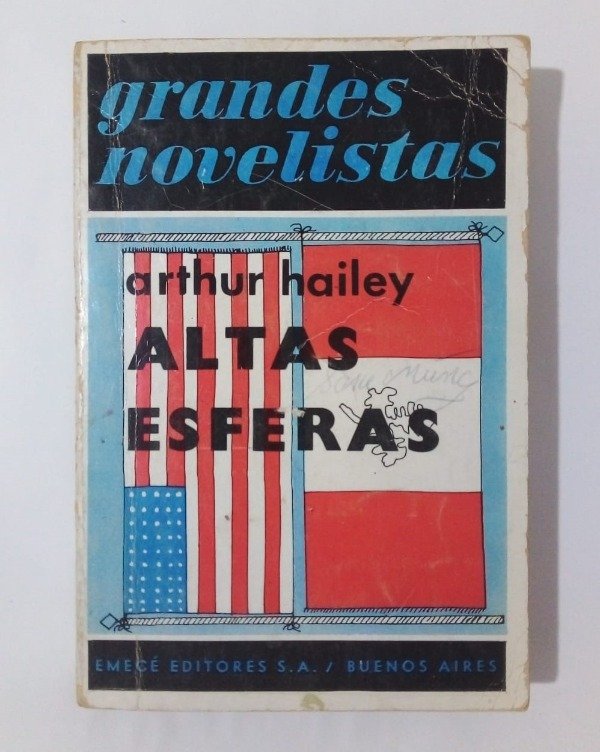 grandes
novelistas
arthur hailey
ALTAS
ESFERAS
EMECÉ EDITORES S.A. / BUENOS AIRES